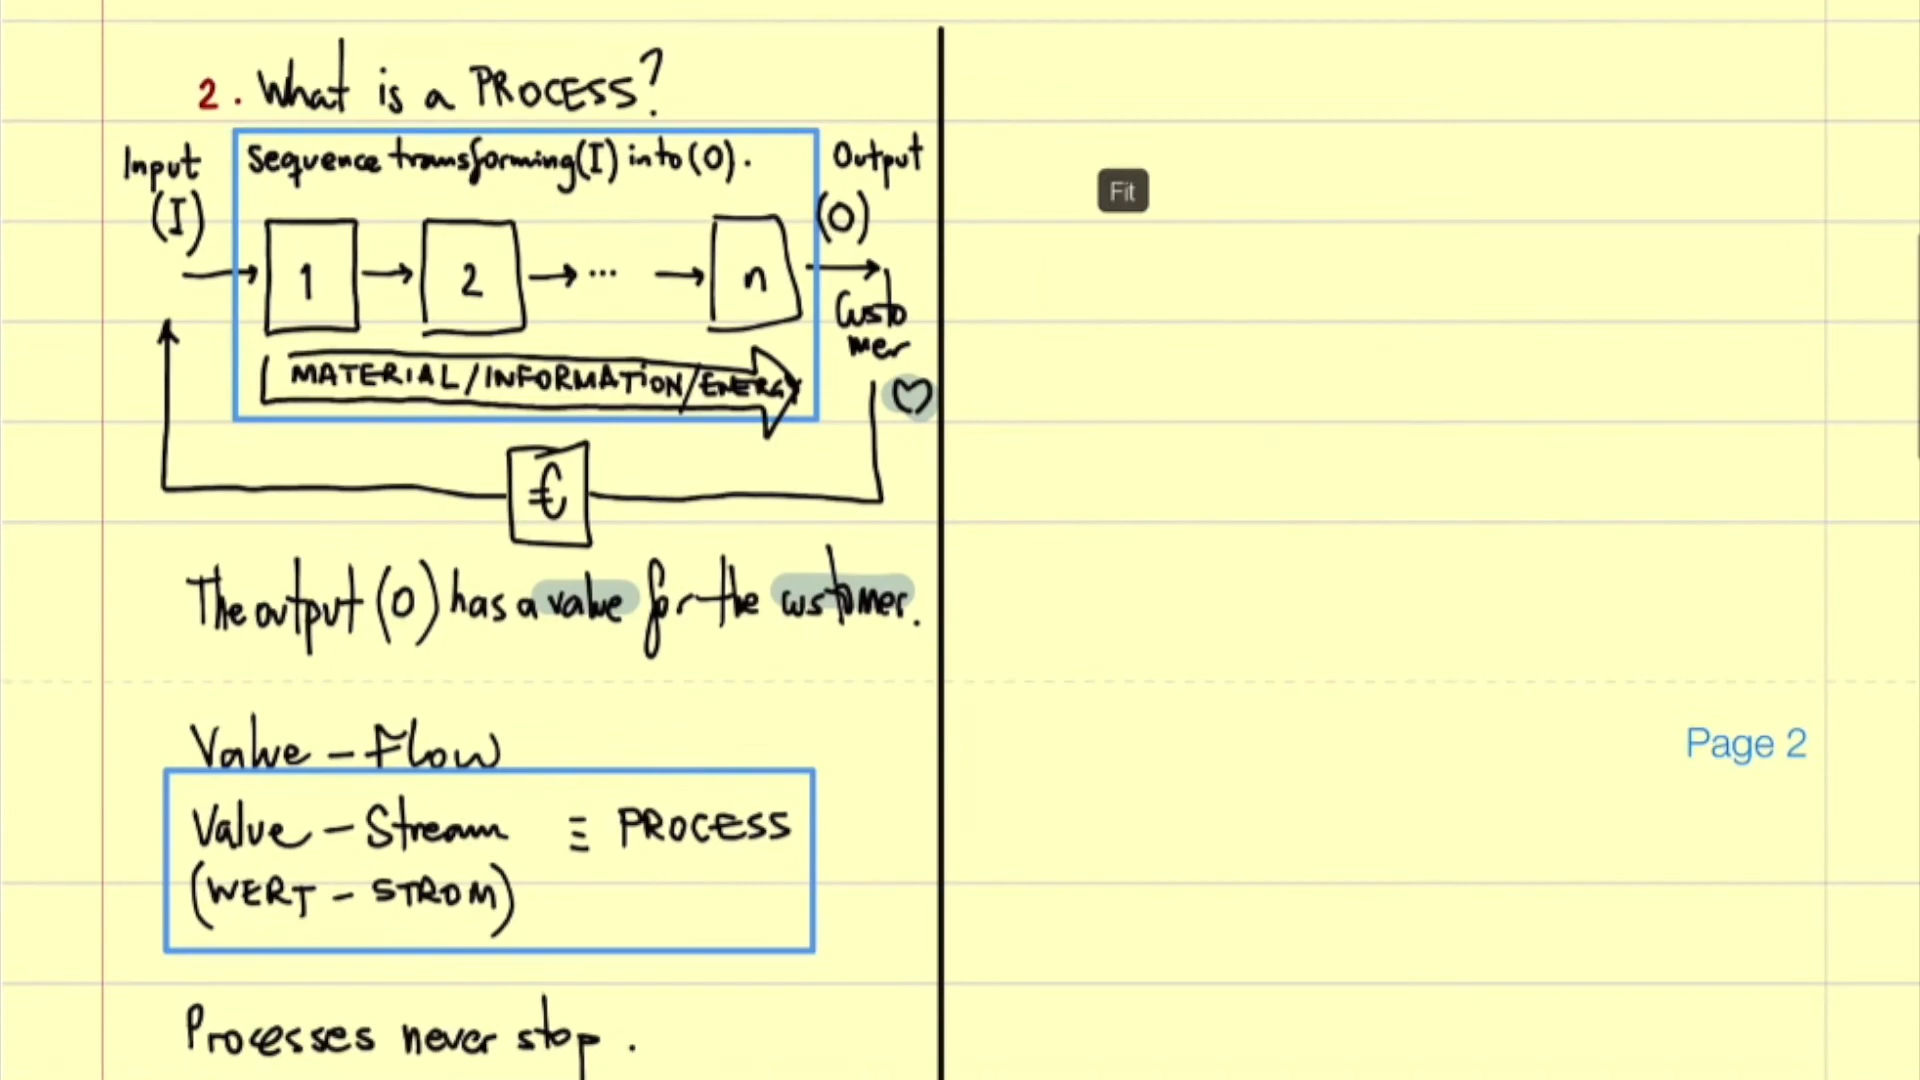 2. What is a PROCESS?
Input
(I)
Sequence transforming (I) into (O).
Output
(O)
1
2
...
n
Custo
mer
MATERIAL/INFORMATION/ENERGY
♡
€
The output (O) has a value for the customer.
Value - Flow
Value - Stream ≡ PROCESS
(WERT - STROM)
Processes never stop.
Fit
Page 2